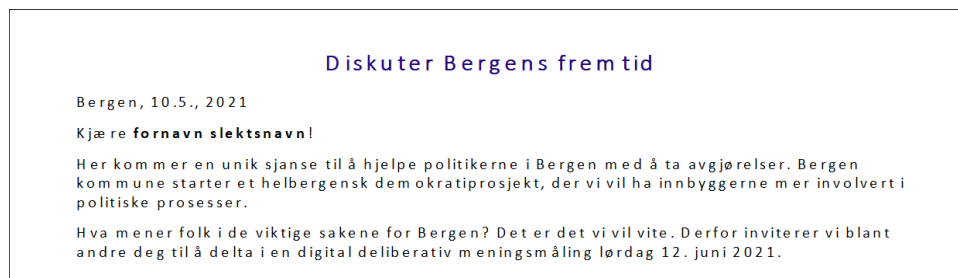 Diskuter Bergens fremtid
Bergen, 10.5., 2021
Kjære fornavn slektsnavn!
Her kommer en unik sjanse til å hjelpe politikerne i Bergen med å ta avgjørelser. Bergen
kommune starter et helbergensk demokratiprosjekt, der vi vil ha innbyggerne mer involvert i
politiske prosesser.
Hva mener folk i de viktige sakene for Bergen? Det er det vi vil vite. Derfor inviterer vi blant
andre deg til å delta i en digital deliberativ meningsmåling lørdag 12. juni 2021.